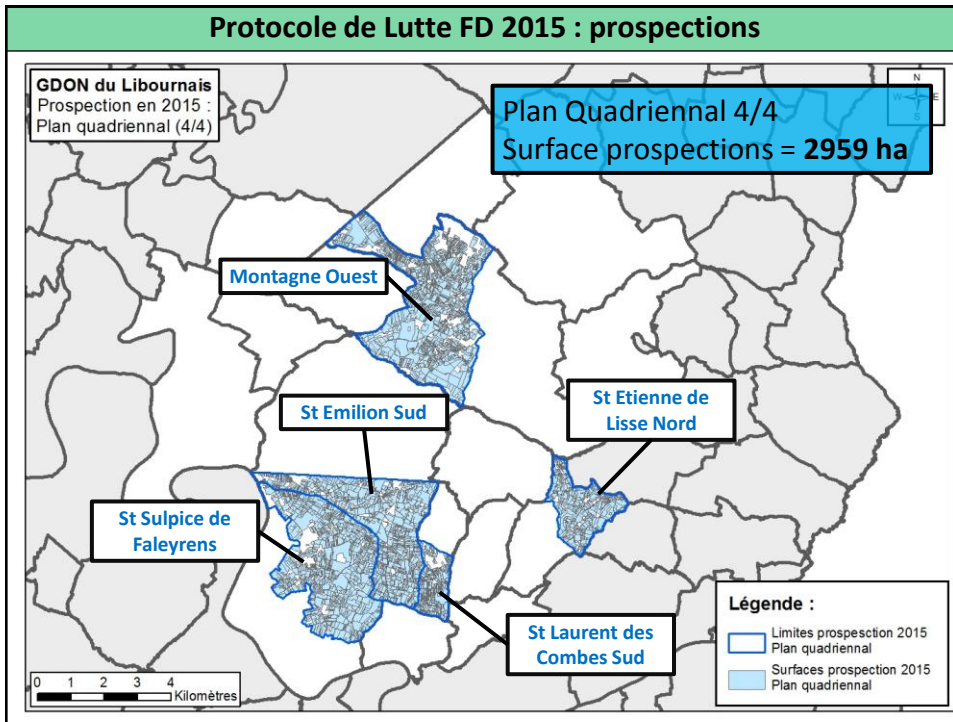 Protocole de Lutte FD 2015 : prospections
GDON du Libournais
Prospection en 2015 :
Plan quadriennal (4/4)
Plan Quadriennal 4/4
Surface prospections = 2959 ha
N
W
E
S
Montagne Ouest
St Emilion Sud
St Etienne de
Lisse Nord
St Sulpice de
Faleyrens
St Laurent des
Combes Sud
Légende :
Limites prospesction 2015
Plan quadriennal
Surfaces prospection 2015
Plan quadriennal
0 1 2 3 4
Kilomètres